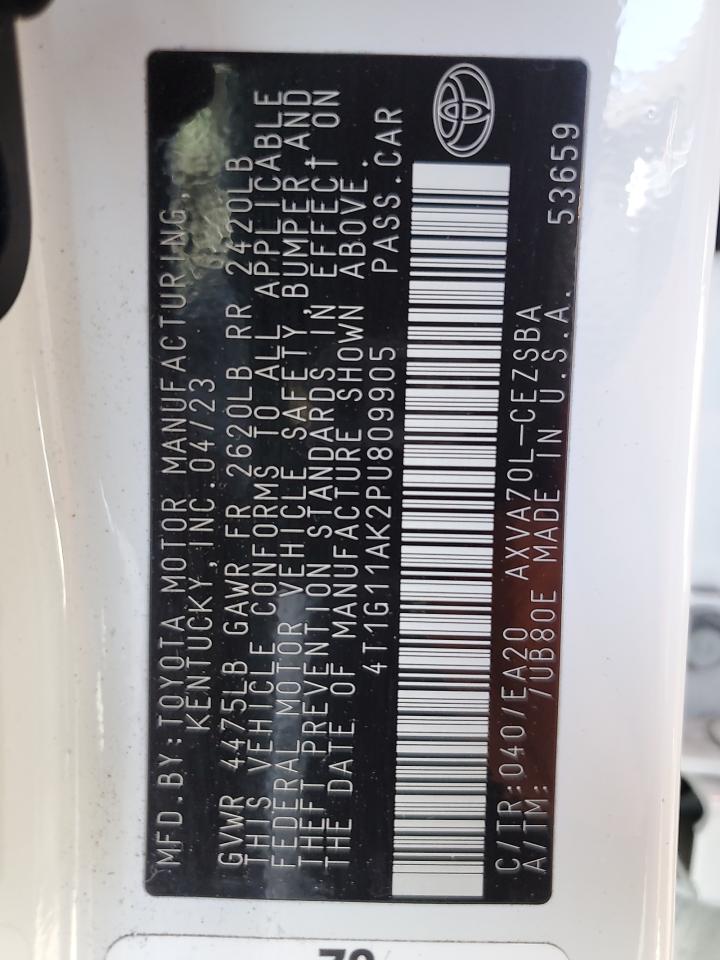 MFD.BY:TOYOTA MOTOR MANUFACTURING,
KENTUCKY, INC.04/23
GVWR 4475LB GAWR FR 2620LB RR 2420LB
THIS VEHICLE CONFORMS TO ALL APPLICABLE
FEDERAL MOTOR VEHICLE SAFETY, BUMPER, AND
THEFT PREVENTION STANDARDS IN EFFECT ON
THE DATE OF MANUFACTURE SHOWN ABOVE.
4T1G11AK2PU809905 PASS.CAR
C/TR:040/EA20 AXVA70L-CEZSBA 53659
A/TM: /UB80E MADE IN U.S.A.